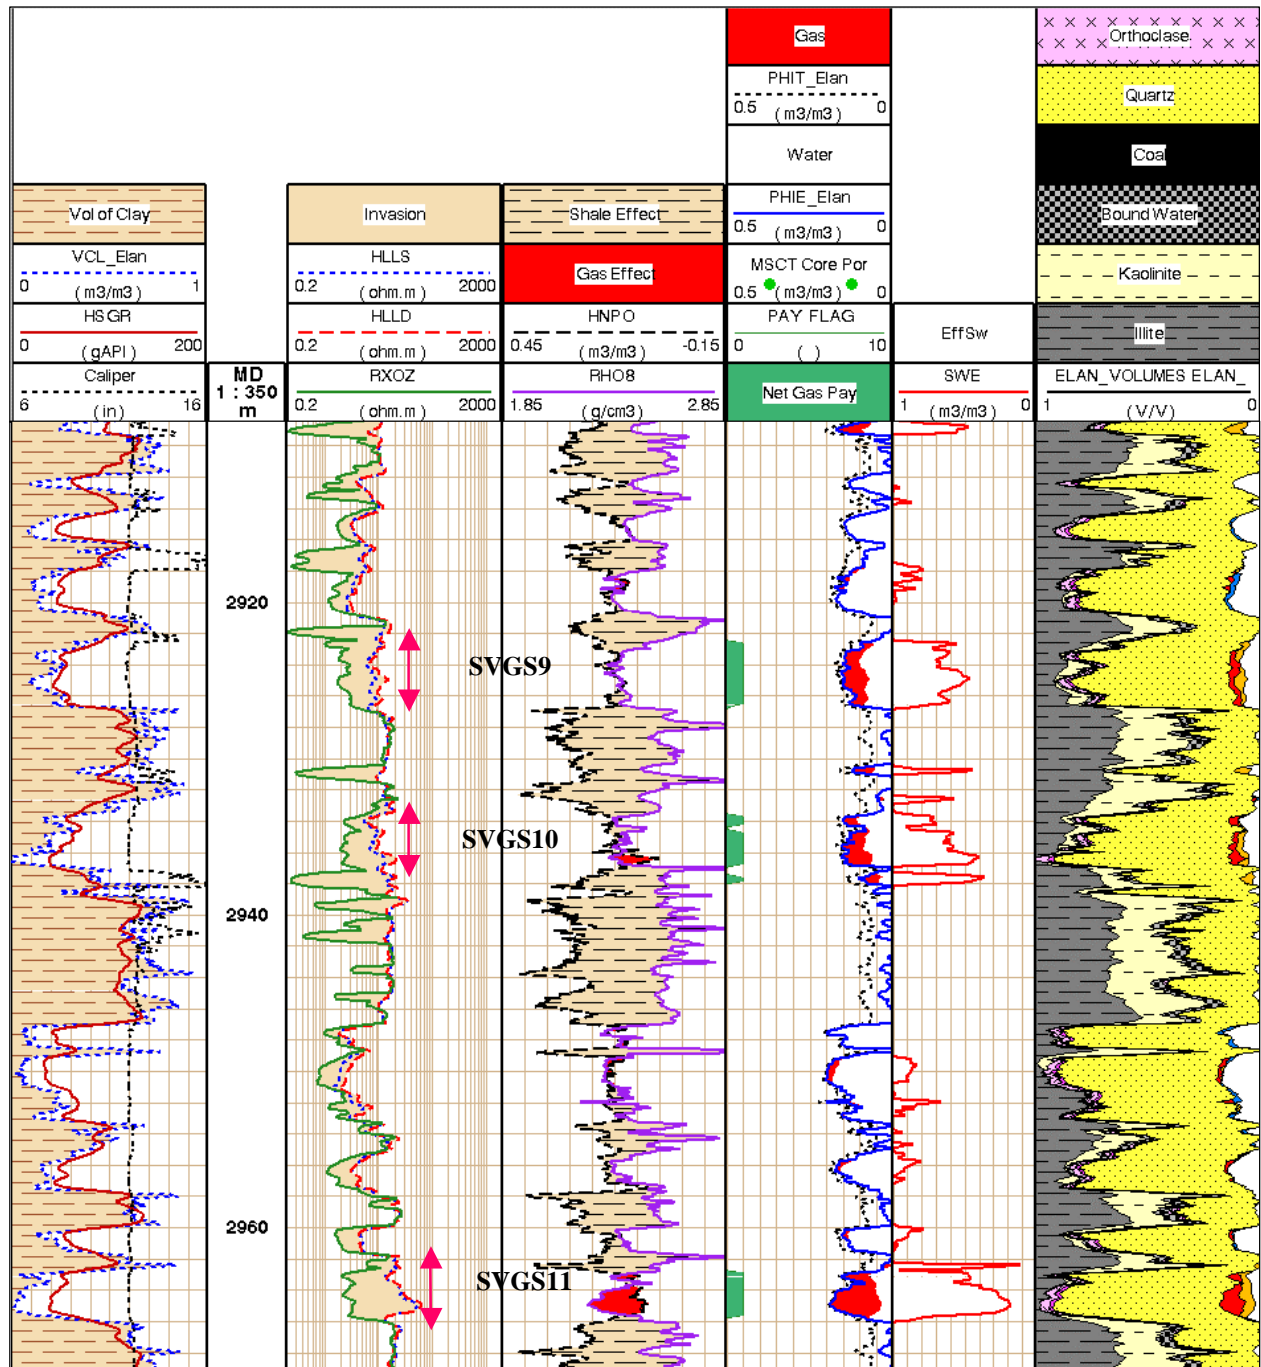 Gas
Orthoclase
PHIT_Elan
0.5 (m3/m3) 0
Quartz
Water
Coal
Vol of Clay
Invasion
Shale Effect
PHIE_Elan
0.5 (m3/m3) 0
Bound Water
VCL_Elan
0 (m3/m3) 1
HLLS
0.2 (ohm.m) 2000
Gas Effect
MSCT Core Por
0.5 (m3/m3) 0
Kaolinite
HSGR
0 (gAPI) 200
HLLD
0.2 (ohm.m) 2000
HNPO
0.45 (m3/m3) -0.15
PAY FLAG
0 ( ) 10
EffSw
Illite
Caliper
6 (in) 16
MD
1 : 350
m
RXOZ
0.2 (ohm.m) 2000
RHO8
1.85 (g/cm3) 2.85
Net Gas Pay
SWE
1 (m3/m3) 0
ELAN_VOLUMES ELAN_
1 (V/V) 0
2920
SVGS9
SVGS10
2940
2960
SVGS11